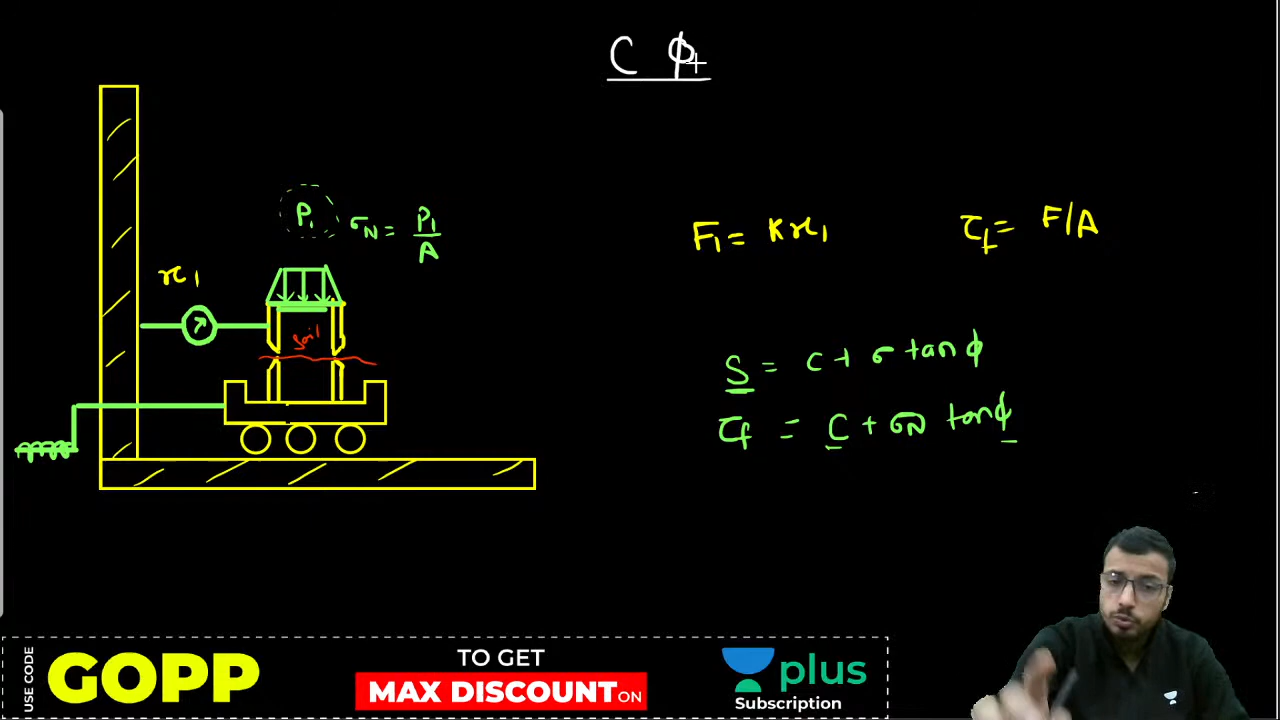 C ϕ
P₁
σN = P₁/A
x₁
soil
F₁ = Kx₁
τf = F/A
S = C + σ tanϕ
τf = C + σN tanϕ
USE CODE
GOPP
TO GET
MAX DISCOUNT ON
plus
Subscription